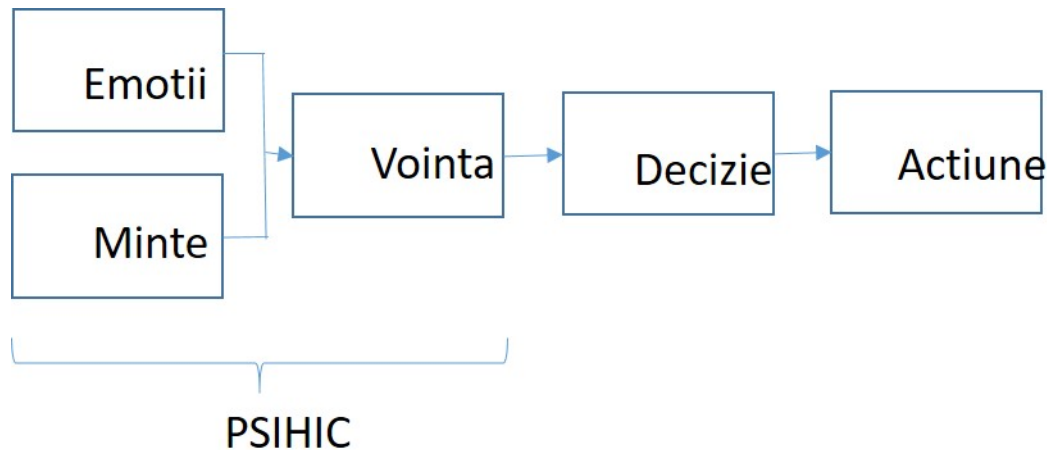 Emotii
Minte
Vointa
Decizie
Actiune
PSIHIC